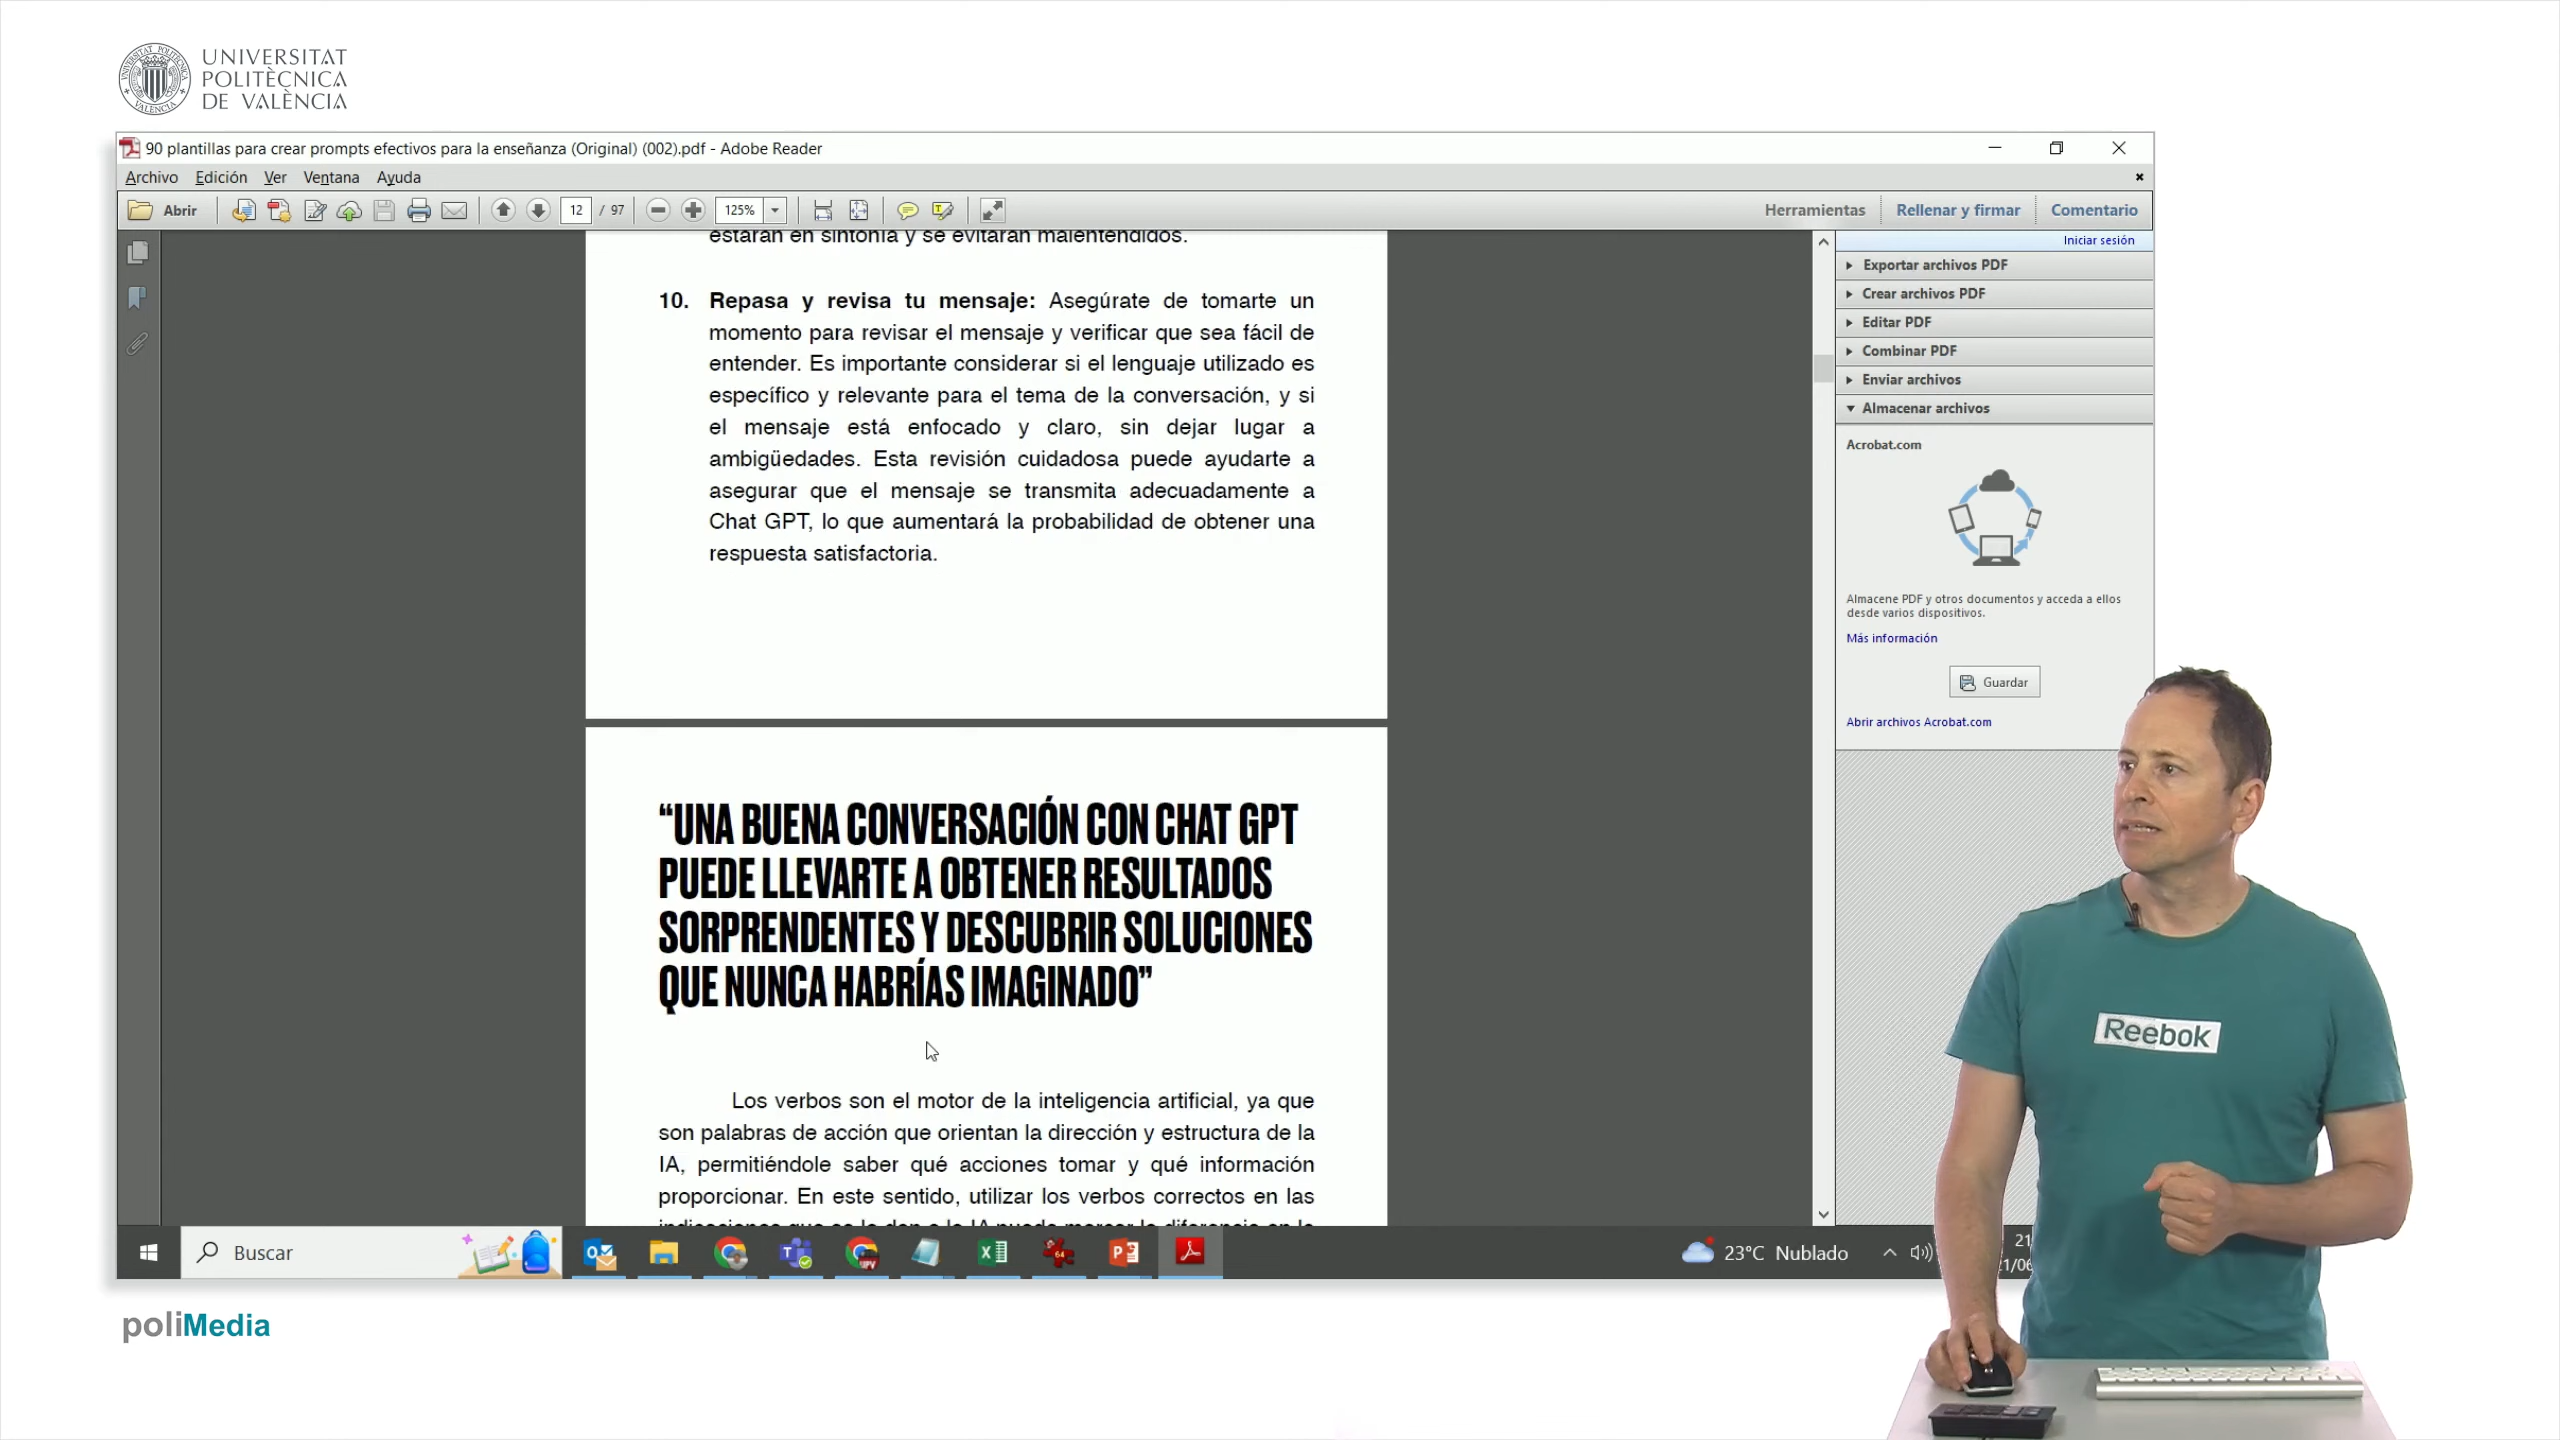 UNIVERSITAT
POLITÈCNICA
DE VALÈNCIA
90 plantillas para crear prompts efectivos para la enseñanza (Original) (002).pdf - Adobe Reader
Archivo Edición Ver Ventana Ayuda
Abrir 12 / 97 125% Herramientas Rellenar y firmar Comentario
estarán en sintonía y se evitarán malentendidos.
10. Repasa y revisa tu mensaje: Asegúrate de tomarte un
momento para revisar el mensaje y verificar que sea fácil de
entender. Es importante considerar si el lenguaje utilizado es
específico y relevante para el tema de la conversación, y si
el mensaje está enfocado y claro, sin dejar lugar a
ambigüedades. Esta revisión cuidadosa puede ayudarte a
asegurar que el mensaje se transmita adecuadamente a
Chat GPT, lo que aumentará la probabilidad de obtener una
respuesta satisfactoria.
“UNA BUENA CONVERSACIÓN CON CHAT GPT
PUEDE LLEVARTE A OBTENER RESULTADOS
SORPRENDENTES Y DESCUBRIR SOLUCIONES
QUE NUNCA HABRÍAS IMAGINADO”
Los verbos son el motor de la inteligencia artificial, ya que
son palabras de acción que orientan la dirección y estructura de la
IA, permitiéndole saber qué acciones tomar y qué información
proporcionar. En este sentido, utilizar los verbos correctos en las
Iniciar sesión
Exportar archivos PDF
Crear archivos PDF
Editar PDF
Combinar PDF
Enviar archivos
Almacenar archivos
Acrobat.com
Almacene PDF y otros documentos y acceda a ellos
desde varios dispositivos.
Más información
Guardar
Abrir archivos Acrobat.com
Reebok
Buscar
23°C Nublado
poliMedia